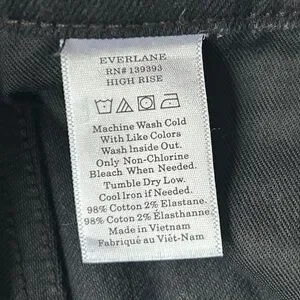 EVERLANE
RN# 139393
HIGH RISE
Machine Wash Cold
With Like Colors
Wash Inside Out.
Only Non-Chlorine
Bleach When Needed.
Tumble Dry Low.
Cool Iron if Needed.
98% Cotton 2% Elastane.
98% Coton 2% Élasthanne.
Made in Vietnam
Fabriqué au Viêt-Nam